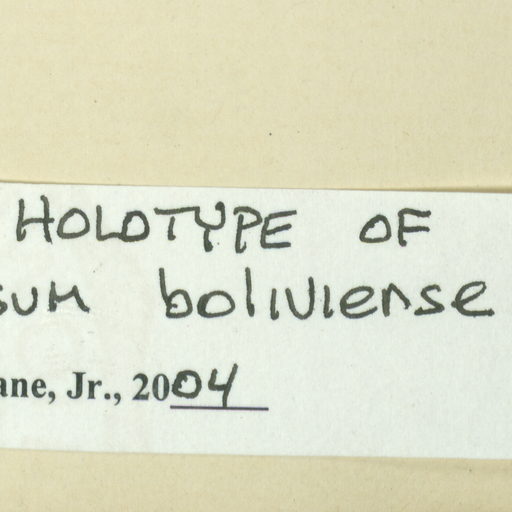 HOLOTYPE OF
sum boliviense
ane, Jr., 2004